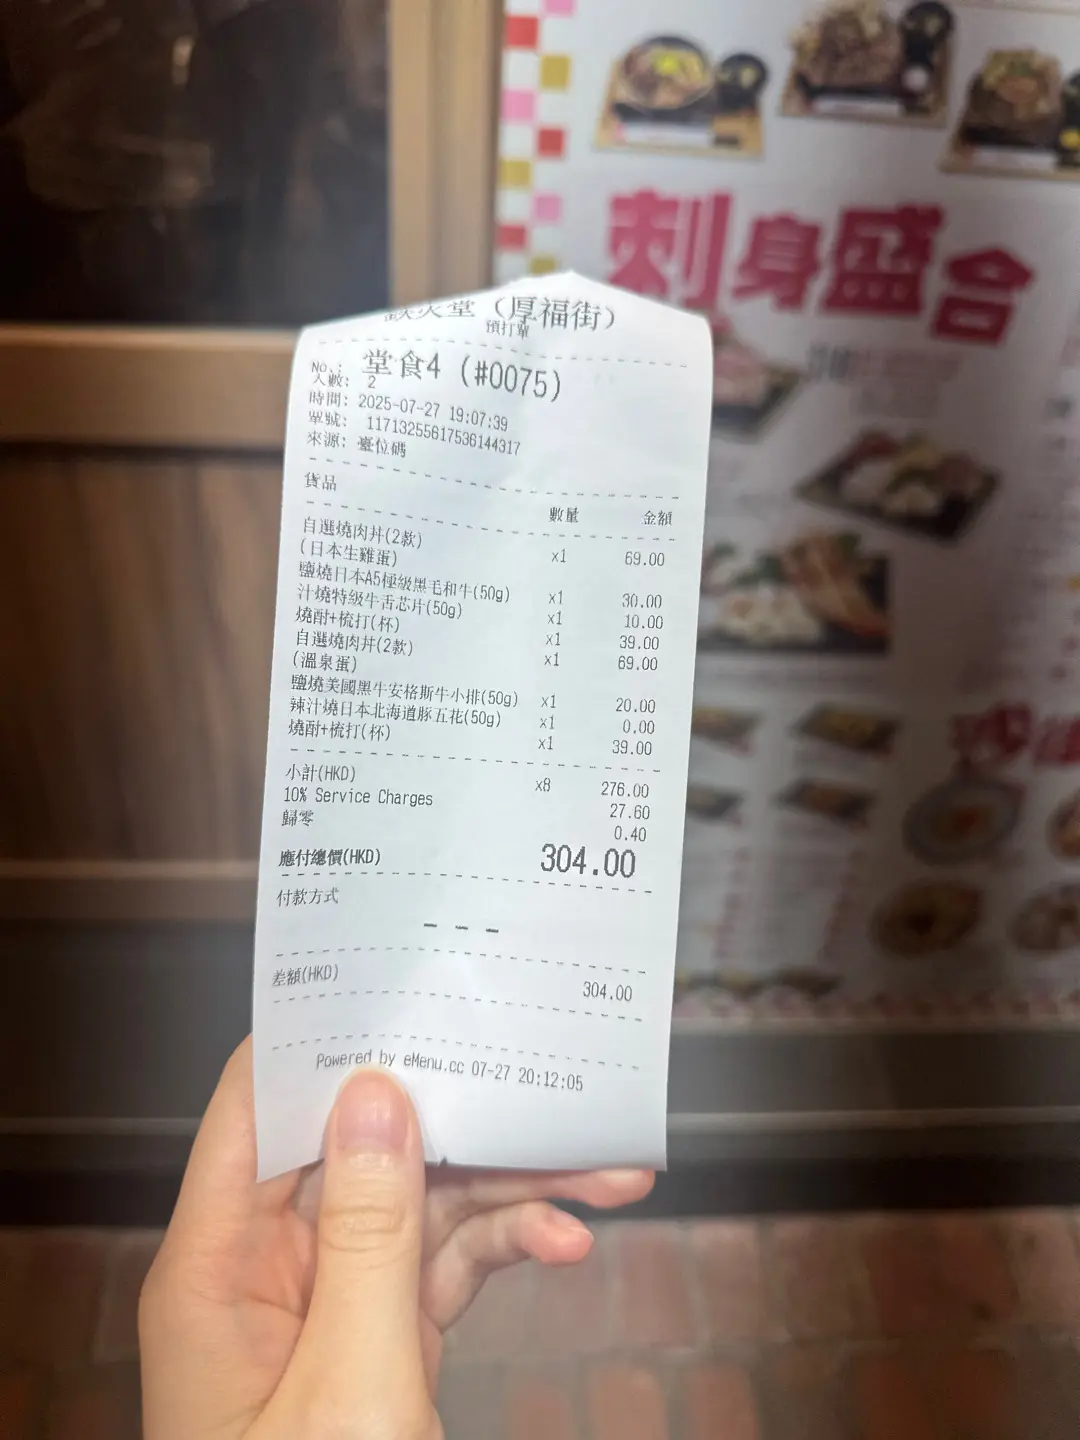 堂（厚福街）
預打單
No.: 堂食4 (#0075)
人數: 2
時間: 2025-07-27 19:07:39
單號: 11713255617536144317
來源: 臺位碼
貨品 數量 金額
自選燒肉丼(2款) x1 69.00
(日本生雞蛋)
鹽燒日本A5極級黑毛和牛(50g) x1 30.00
汁燒特級牛舌芯片(50g) x1 10.00
燒酎+梳打(杯) x1 39.00
自選燒肉丼(2款) x1 69.00
(溫泉蛋)
鹽燒美國黑牛安格斯牛小排(50g) x1 20.00
辣汁燒日本北海道豚五花(50g) x1 0.00
燒酎+梳打(杯) x1 39.00
小計(HKD) x8 276.00
10% Service Charges 27.60
歸零 0.40
應付總價(HKD) 304.00
付款方式
- - -
差額(HKD) 304.00
Powered by eMenu.cc 07-27 20:12:05
刺身盛合